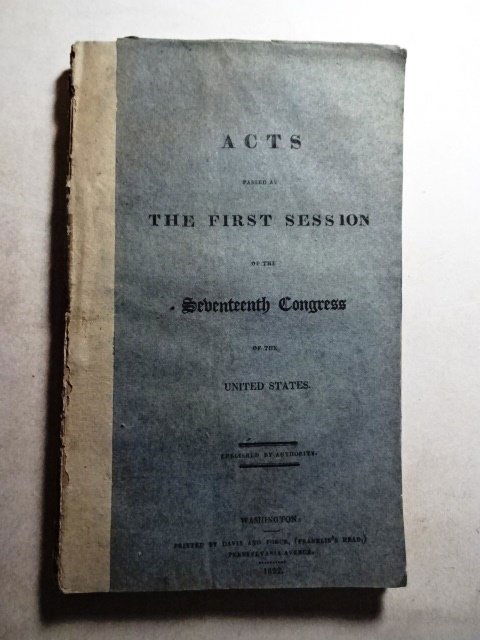 ACTS
PASSED AT
THE FIRST SESSION
OF THE
Seventeenth Congress
OF THE
UNITED STATES.
PUBLISHED BY AUTHORITY.
WASHINGTON:
PRINTED BY DAVIS AND FORCE, (FRANKLIN'S HEAD,)
PENNSYLVANIA AVENUE.
1822.